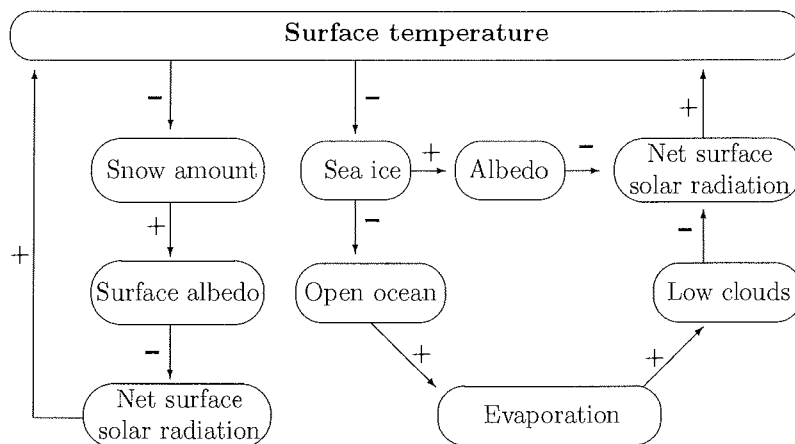 Surface temperature
−
−
+
Snow amount
Sea ice
+
Albedo
−
Net surface
solar radiation
+
+
−
−
Surface albedo
Open ocean
Low clouds
−
+
+
Net surface
solar radiation
Evaporation